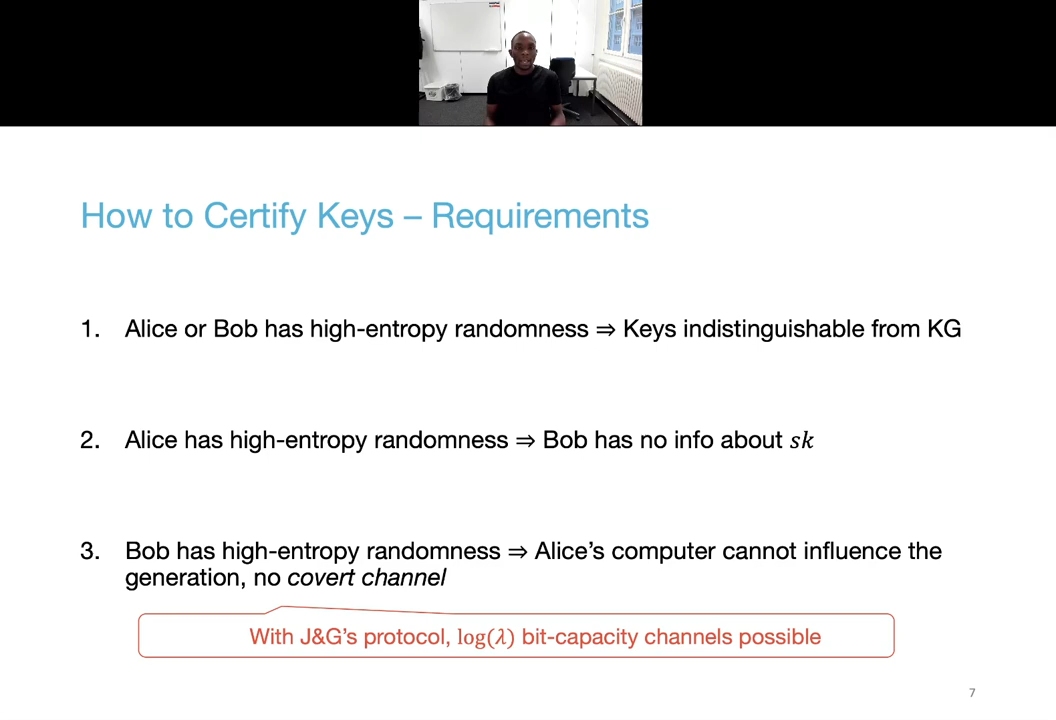 How to Certify Keys – Requirements
1. Alice or Bob has high-entropy randomness ⇒ Keys indistinguishable from KG
2. Alice has high-entropy randomness ⇒ Bob has no info about sk
3. Bob has high-entropy randomness ⇒ Alice’s computer cannot influence the
generation, no covert channel
With J&G’s protocol, log(λ) bit-capacity channels possible
7